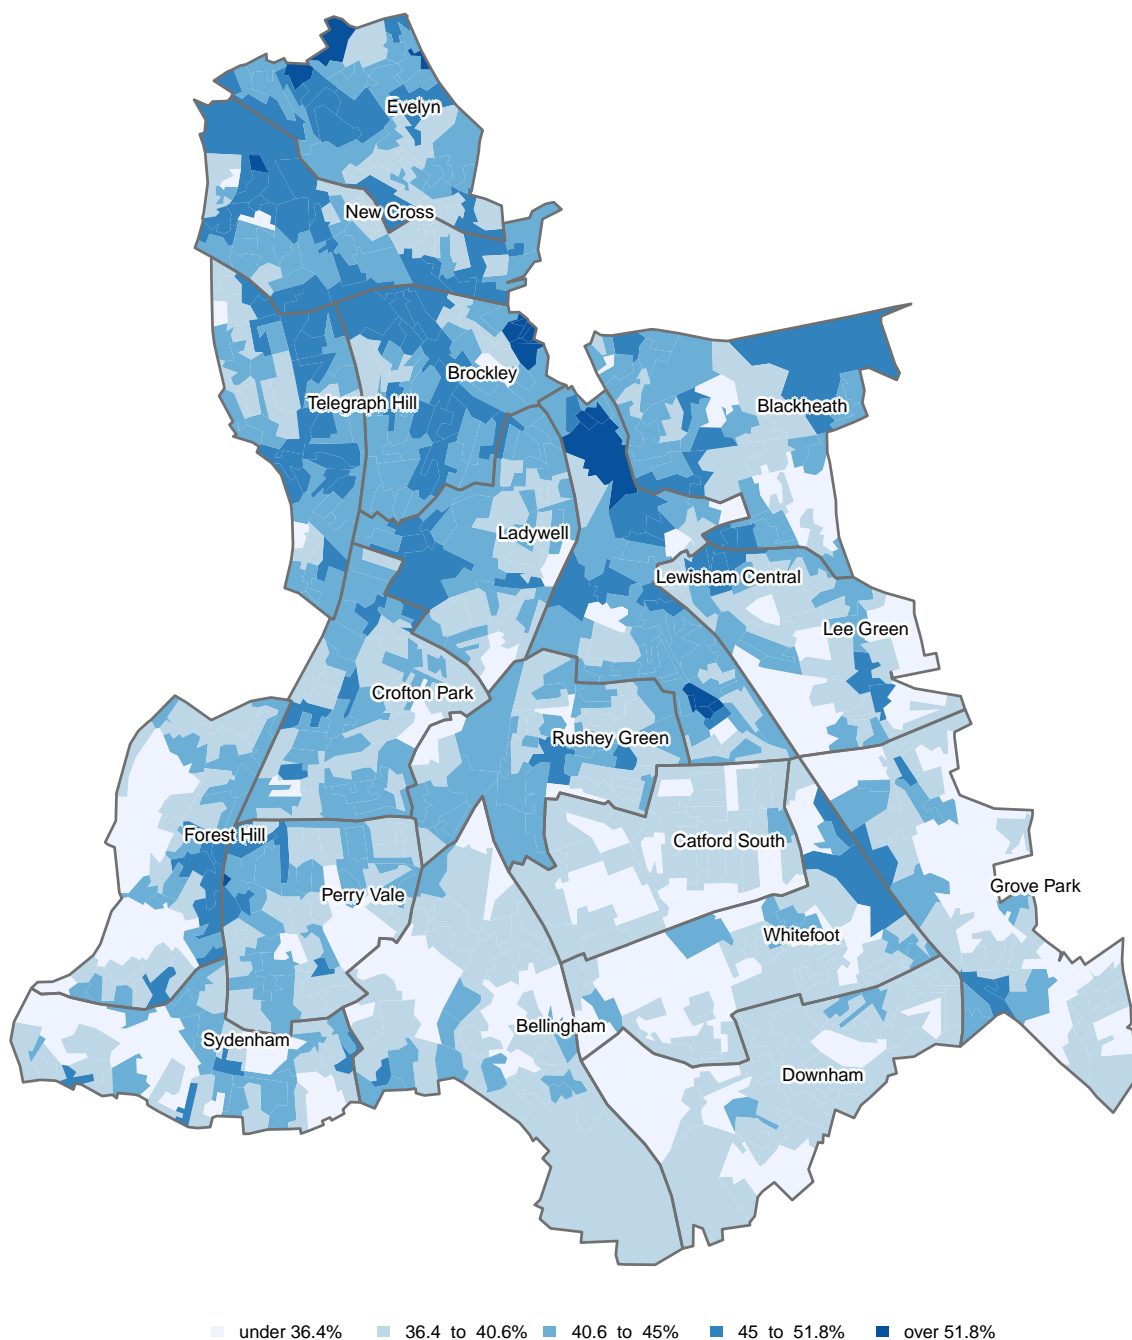 Evelyn
New Cross
Brockley
Telegraph Hill
Blackheath
Ladywell
Lewisham Central
Lee Green
Crofton Park
Rushey Green
Forest Hill
Catford South
Perry Vale
Grove Park
Whitefoot
Bellingham
Sydenham
Downham
under 36.4% 36.4 to 40.6% 40.6 to 45% 45 to 51.8% over 51.8%